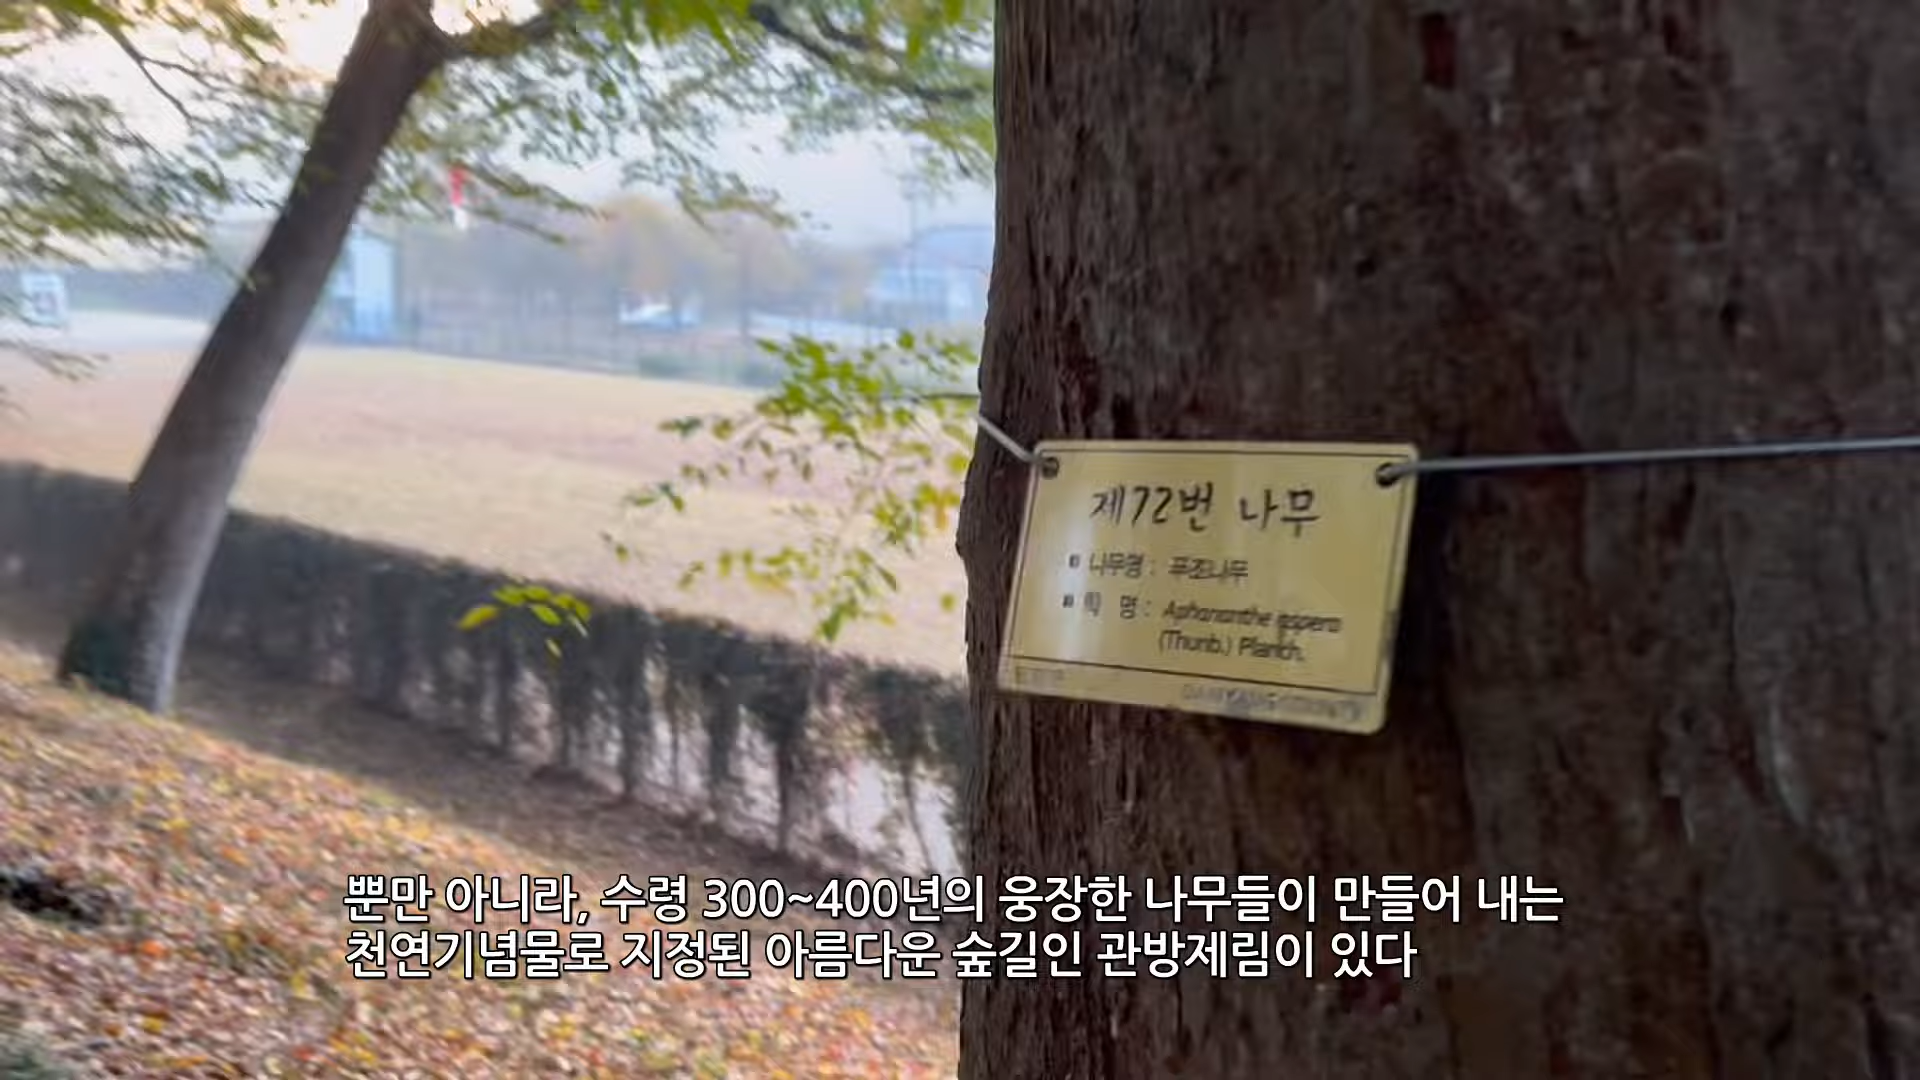 제72번 나무
나무명 : 푸조나무
학 명 : Aphananthe aspera
(Thunb.) Planch.
DAMYANG COUNTY
뿐만 아니라, 수령 300~400년의 웅장한 나무들이 만들어 내는
천연기념물로 지정된 아름다운 숲길인 관방제림이 있다